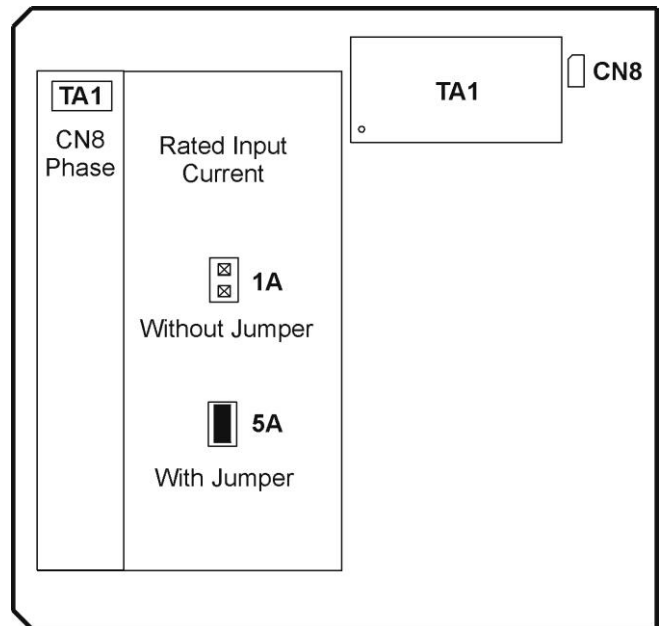 TA1
CN8
Phase
Rated Input
Current
1A
Without Jumper
5A
With Jumper
TA1
CN8